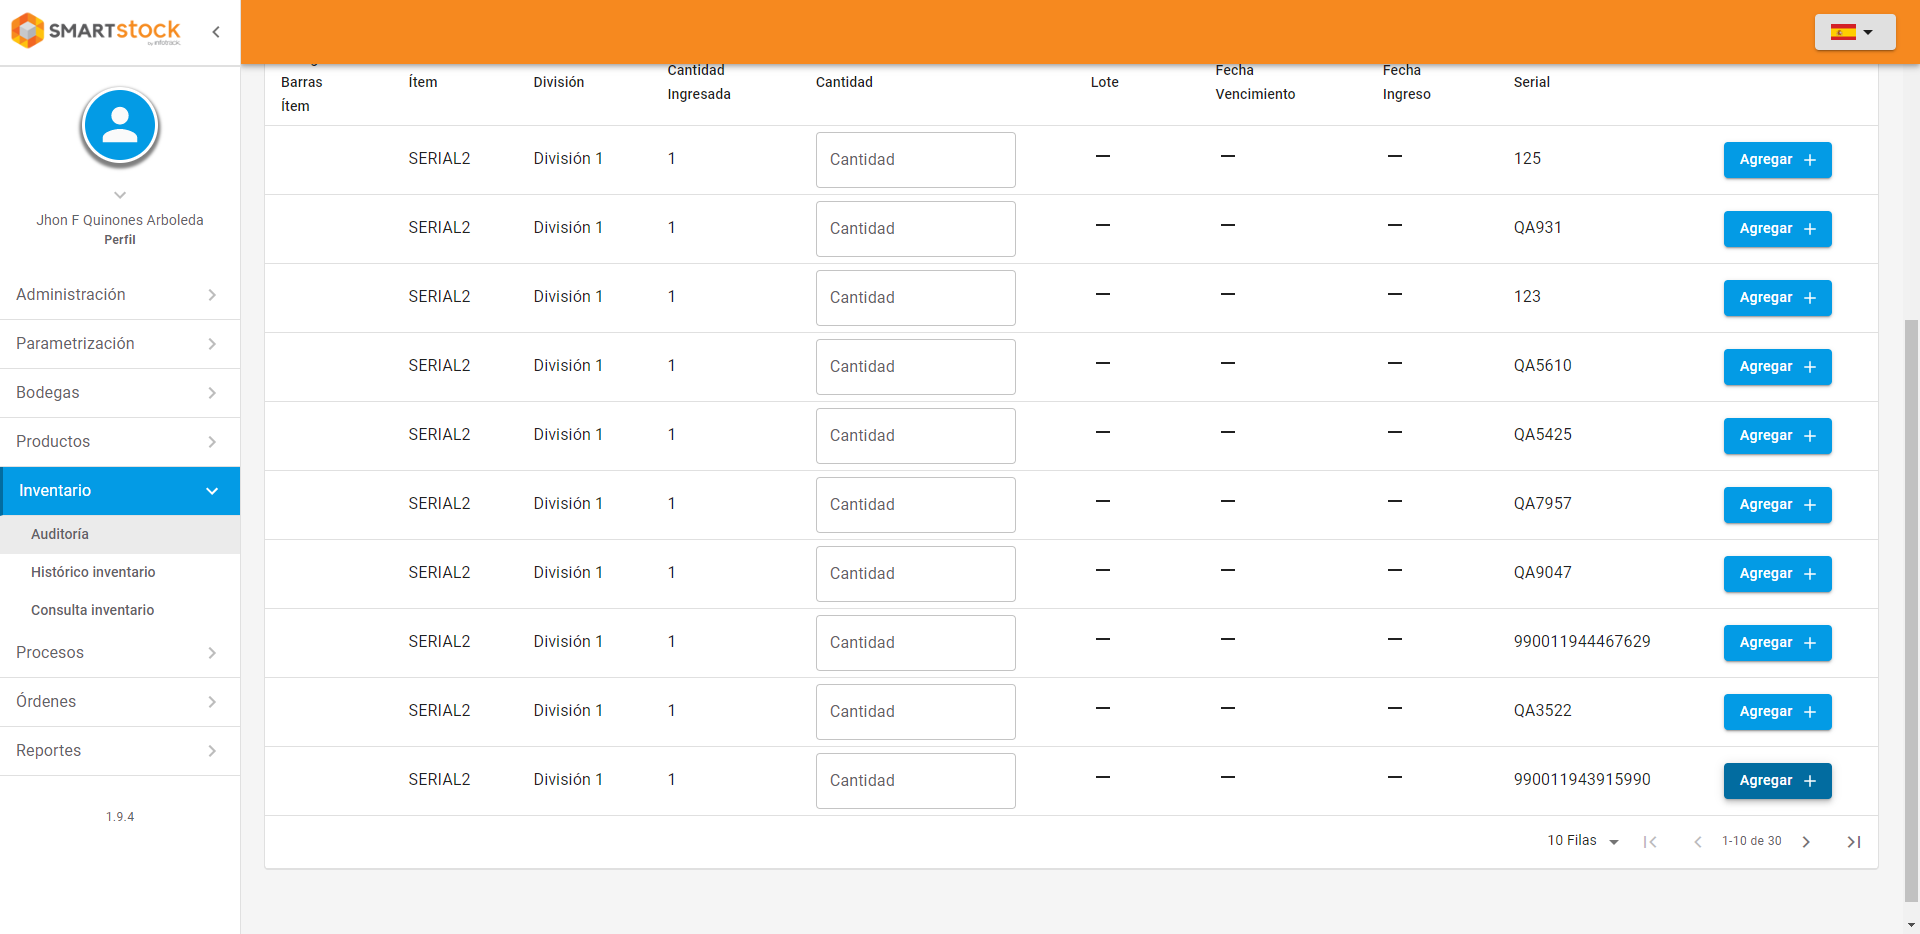 SMARTstock
by infotrack
Jhon F Quinones Arboleda
Perfil
Administración
Parametrización
Bodegas
Productos
Inventario
Auditoría
Histórico inventario
Consulta inventario
Procesos
Órdenes
Reportes
1.9.4
Barras
Ítem
Ítem
División
Cantidad
Ingresada
Cantidad
Lote
Fecha
Vencimiento
Fecha
Ingreso
Serial
SERIAL2 División 1 1 Cantidad — — — 125 Agregar +
SERIAL2 División 1 1 Cantidad — — — QA931 Agregar +
SERIAL2 División 1 1 Cantidad — — — 123 Agregar +
SERIAL2 División 1 1 Cantidad — — — QA5610 Agregar +
SERIAL2 División 1 1 Cantidad — — — QA5425 Agregar +
SERIAL2 División 1 1 Cantidad — — — QA7957 Agregar +
SERIAL2 División 1 1 Cantidad — — — QA9047 Agregar +
SERIAL2 División 1 1 Cantidad — — — 990011944467629 Agregar +
SERIAL2 División 1 1 Cantidad — — — QA3522 Agregar +
SERIAL2 División 1 1 Cantidad — — — 990011943915990 Agregar +
10 Filas 1-10 de 30